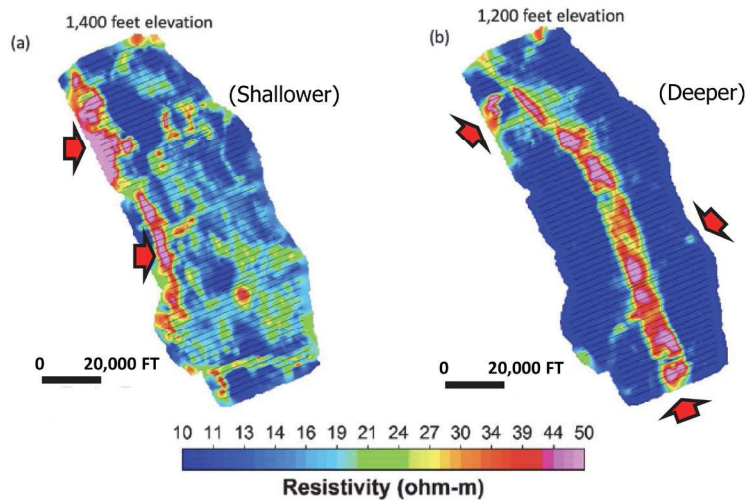 1,400 feet elevation
(a)
(Shallower)
0 20,000 FT
1,200 feet elevation
(b)
(Deeper)
0 20,000 FT
10 11 13 14 16 17 19 21 24 27 30 34 39 44 50
Resistivity (ohm-m)